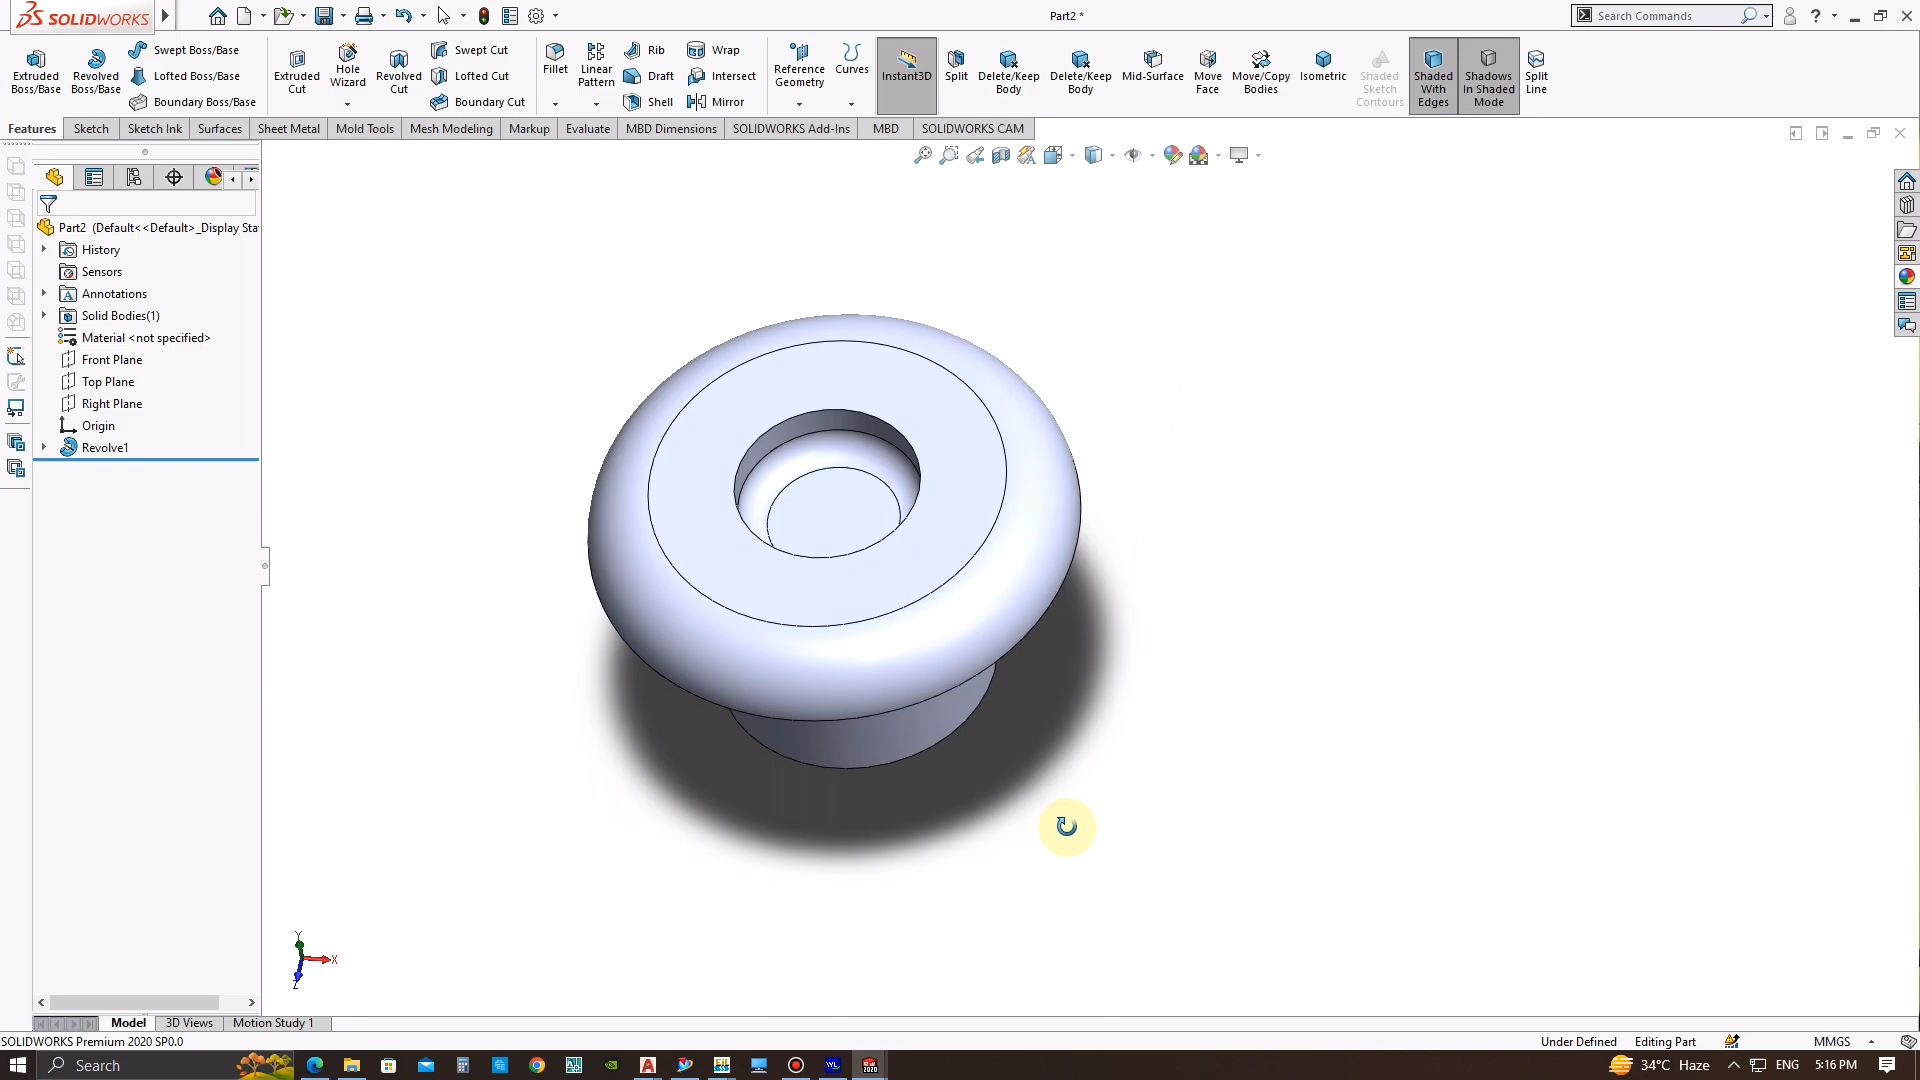 SOLIDWORKS
Part2 *
Search Commands
Extruded Boss/Base
Revolved Boss/Base
Swept Boss/Base
Lofted Boss/Base
Boundary Boss/Base
Extruded Cut
Hole Wizard
Revolved Cut
Swept Cut
Lofted Cut
Boundary Cut
Fillet
Linear Pattern
Rib
Draft
Shell
Wrap
Intersect
Mirror
Reference Geometry
Curves
Instant3D
Split
Delete/Keep Body
Delete/Keep Body
Mid-Surface
Move Face
Move/Copy Bodies
Isometric
Shaded Sketch Contours
Shaded With Edges
Shadows In Shaded Mode
Split Line
Features
Sketch
Sketch Ink
Surfaces
Sheet Metal
Mold Tools
Mesh Modeling
Markup
Evaluate
MBD Dimensions
SOLIDWORKS Add-Ins
MBD
SOLIDWORKS CAM
Part2 (Default<<Default>_Display Sta
History
Sensors
Annotations
Solid Bodies(1)
Material <not specified>
Front Plane
Top Plane
Right Plane
Origin
Revolve1
Y
X
Z
Model
3D Views
Motion Study 1
SOLIDWORKS Premium 2020 SP0.0
Under Defined
Editing Part
MMGS
Search
34°C Haze
ENG
5:16 PM